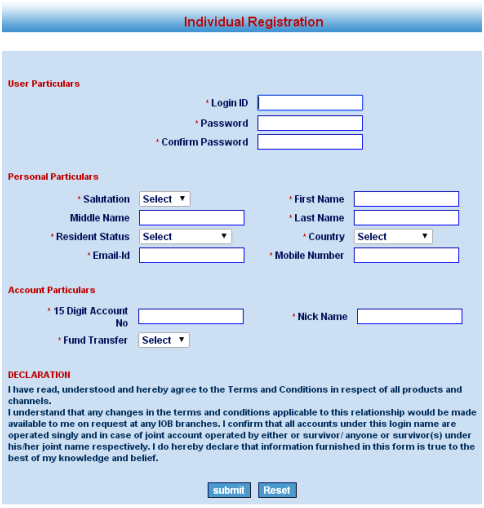 Individual Registration
User Particulars
* Login ID
* Password
* Confirm Password
Personal Particulars
* Salutation Select ▼ * First Name
Middle Name * Last Name
* Resident Status Select ▼ * Country Select ▼
* Email-Id * Mobile Number
Account Particulars
* 15 Digit Account
No * Nick Name
* Fund Transfer Select ▼
DECLARATION
I have read, understood and hereby agree to the Terms and Conditions in respect of all products and
channels.
I understand that any changes in the terms and conditions applicable to this relationship would be made
available to me on request at any IOB branches. I confirm that all accounts under this login name are
operated singly and in case of joint account operated by either or survivor/ anyone or survivor(s) under
his/her joint name respectively. I do hereby declare that information furnished in this form is true to the
best of my knowledge and belief.
submit Reset